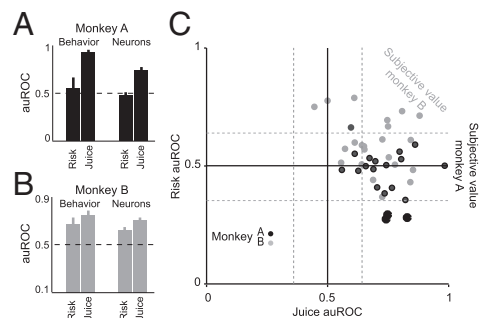 A
Monkey A
Behavior Neurons
auROC
1
0.5
0
Risk
Juice
Risk
Juice
B
Monkey B
Behavior Neurons
auROC
0.9
0.5
0.1
Risk
Juice
Risk
Juice
C
Risk auROC
1
0.5
0
Subjective value
monkey B
Subjective value
monkey A
Monkey A
B
0 0.5 1
Juice auROC